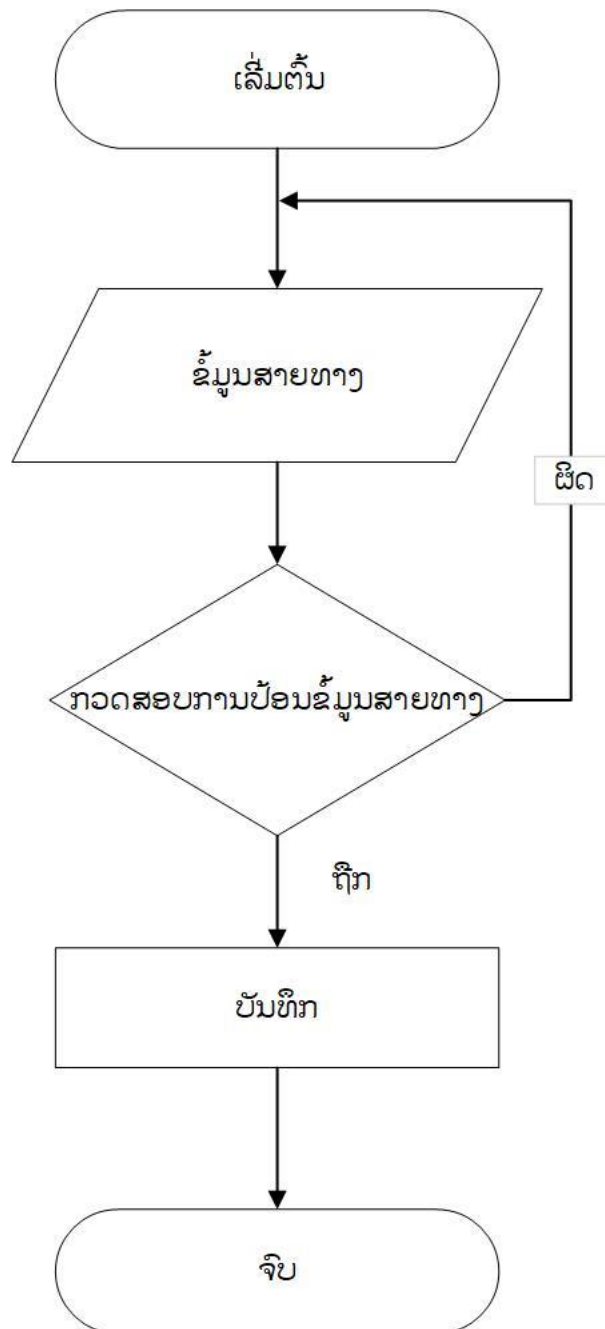 ເລີ່ມຕົ້ນ
ຂໍ້ມູນສາຍທາງ
ຜິດ
ກວດສອບການປ້ອນຂໍ້ມູນສາຍທາງ
ຖືກ
ບັນທຶກ
ຈົບ